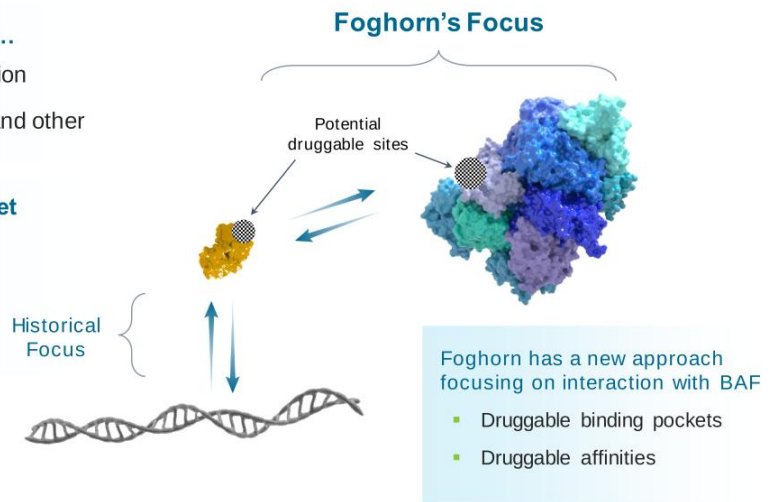 Foghorn's Focus
...
ion
nd other
et
Potential
druggable sites
Historical
Focus
Foghorn has a new approach
focusing on interaction with BAF
▪ Druggable binding pockets
▪ Druggable affinities